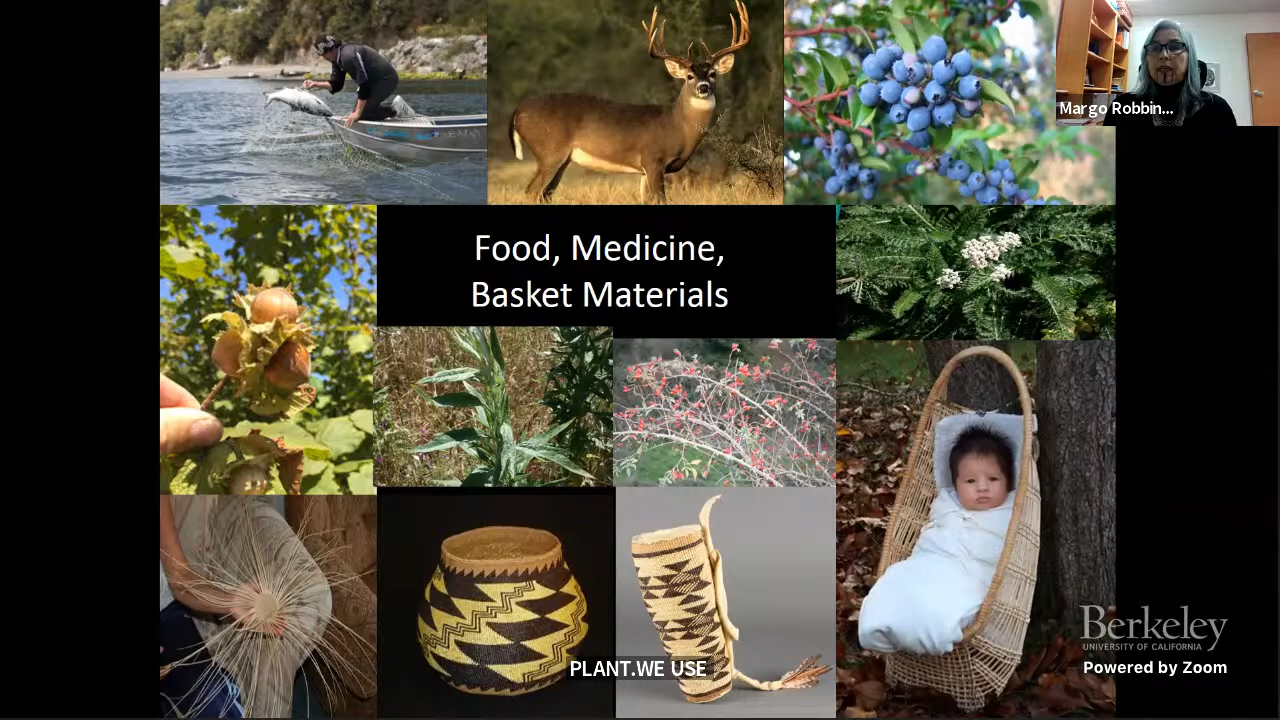 Margo Robbin...
Food, Medicine,
Basket Materials
PLANT.WE USE
Berkeley
UNIVERSITY OF CALIFORNIA
Powered by Zoom